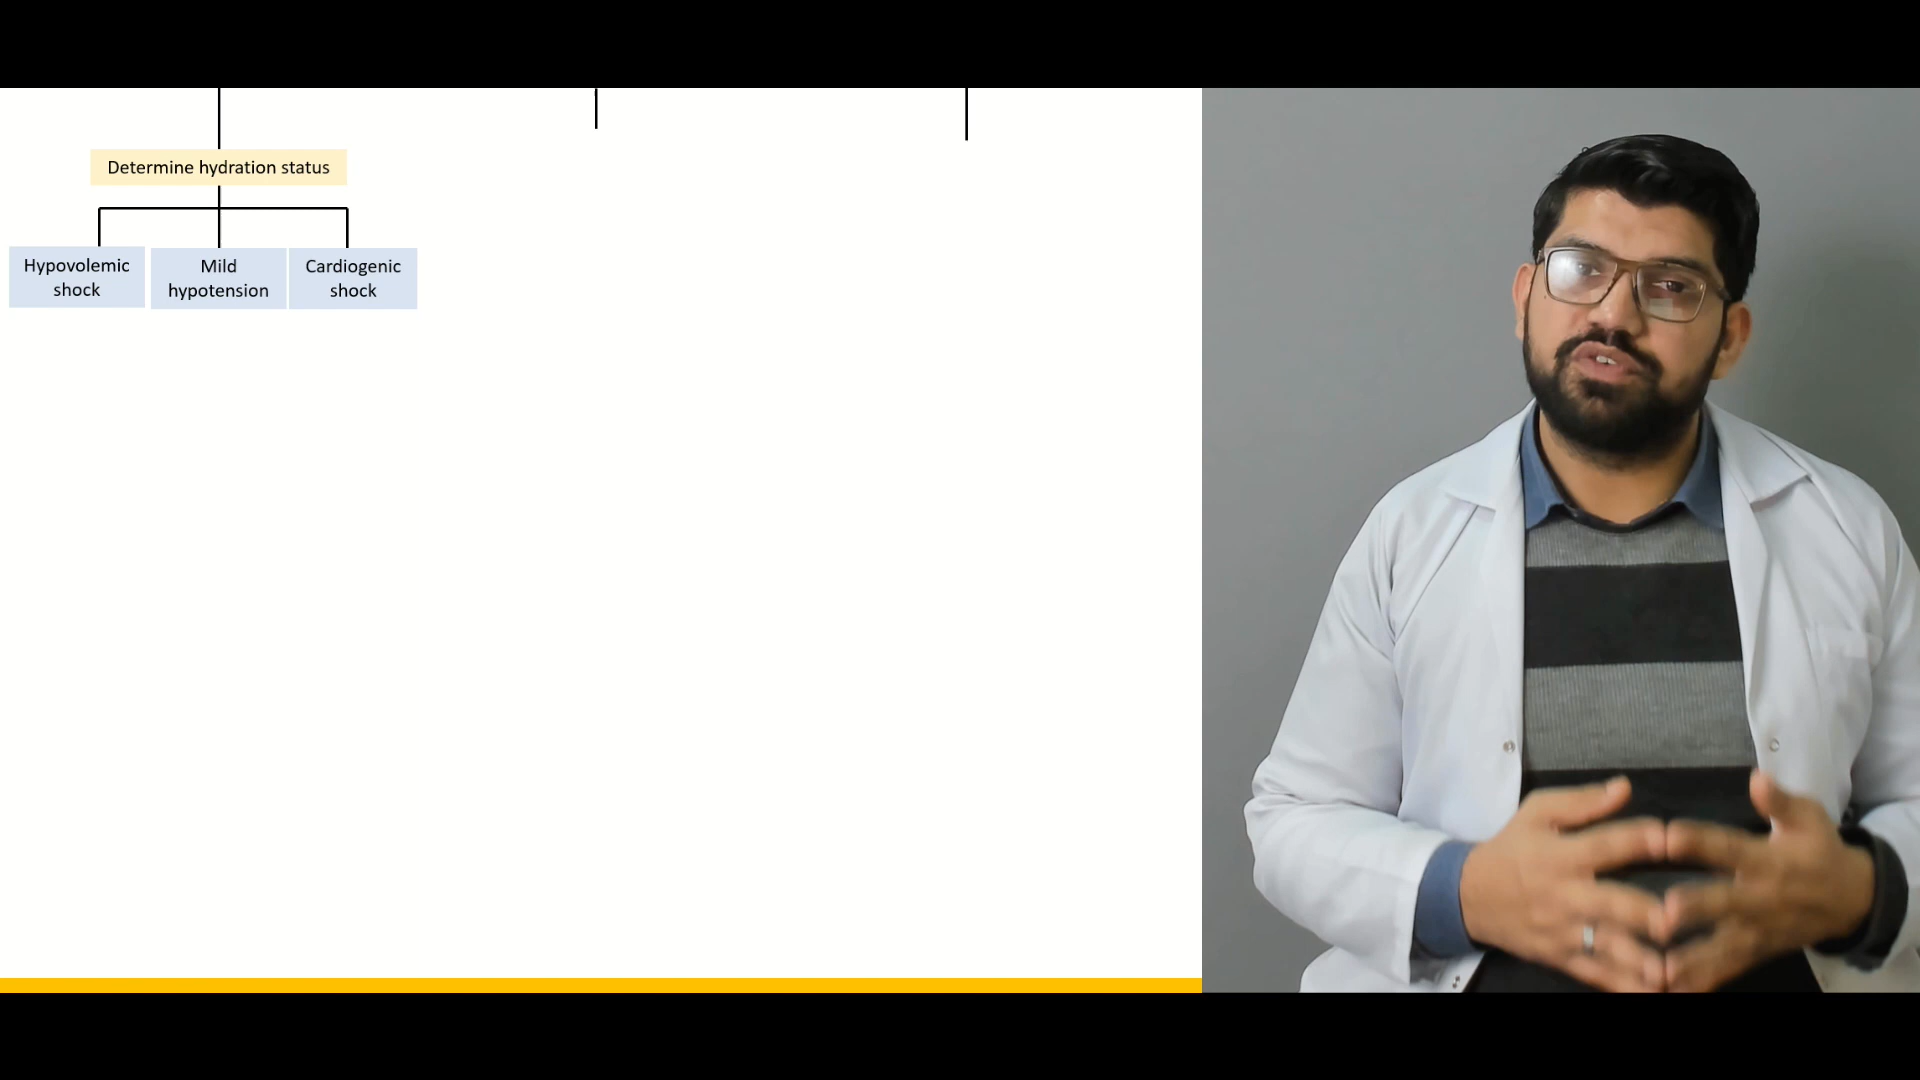 Determine hydration status
Hypovolemic
shock
Mild
hypotension
Cardiogenic
shock